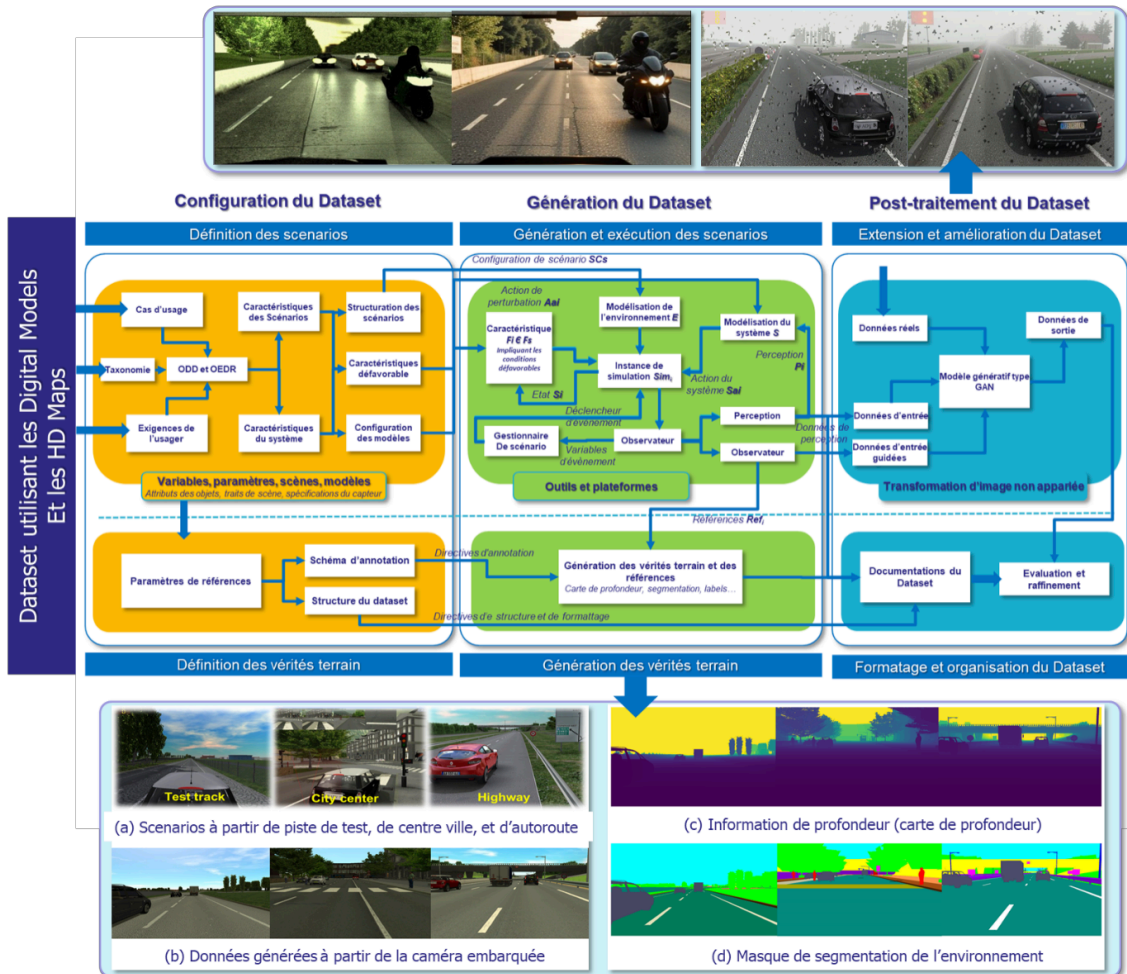 Dataset utilisant les Digital Models
Et les HD Maps
Configuration du Dataset
Génération du Dataset
Post-traitement du Dataset
Définition des scenarios
Génération et exécution des scenarios
Extension et amélioration du Dataset
Cas d'usage
Taxonomie
ODD et OEDR
Exigences de
l'usager
Caractéristiques
des Scénarios
Caractéristiques
du système
Structuration des
scénarios
Caractéristiques
défavorable
Configuration
des modèles
Variables, paramètres, scènes, modèles
Attributs des objets, traits de scène, spécifications du capteur
Configuration de scénario SCs
Action de
perturbation Aai
Caractéristique
Fi € Fs
Impliquant les
conditions
défavorables
Modélisation de
l'environnement E
Modélisation du
système S
Instance de
simulation Simi
Perception
Pi
Action du
système Sai
Etat Si
Déclencheur
d'évenement
Gestionnaire
De scénario
Variables
d'évènement
Observateur
Perception
Observateur
Données de
perception
Outils et plateformes
Données réels
Données de
sortie
Modèle génératif type
GAN
Données d'entrée
Données d'entrée
guidées
Transformation d'image non appariée
Références Refi
Paramètres de références
Schéma d'annotation
Structure du dataset
Directives d'annotation
Génération des vérités terrain et des
références
Carte de profondeur, segmentation, labels…
Directives d'e structure et de formattage
Documentations du
Dataset
Evaluation et
raffinement
Définition des vérités terrain
Génération des vérités terrain
Formatage et organisation du Dataset
Test track
City center
Highway
(a) Scenarios à partir de piste de test, de centre ville, et d'autoroute
(c) Information de profondeur (carte de profondeur)
(b) Données générées à partir de la caméra embarquée
(d) Masque de segmentation de l'environnement